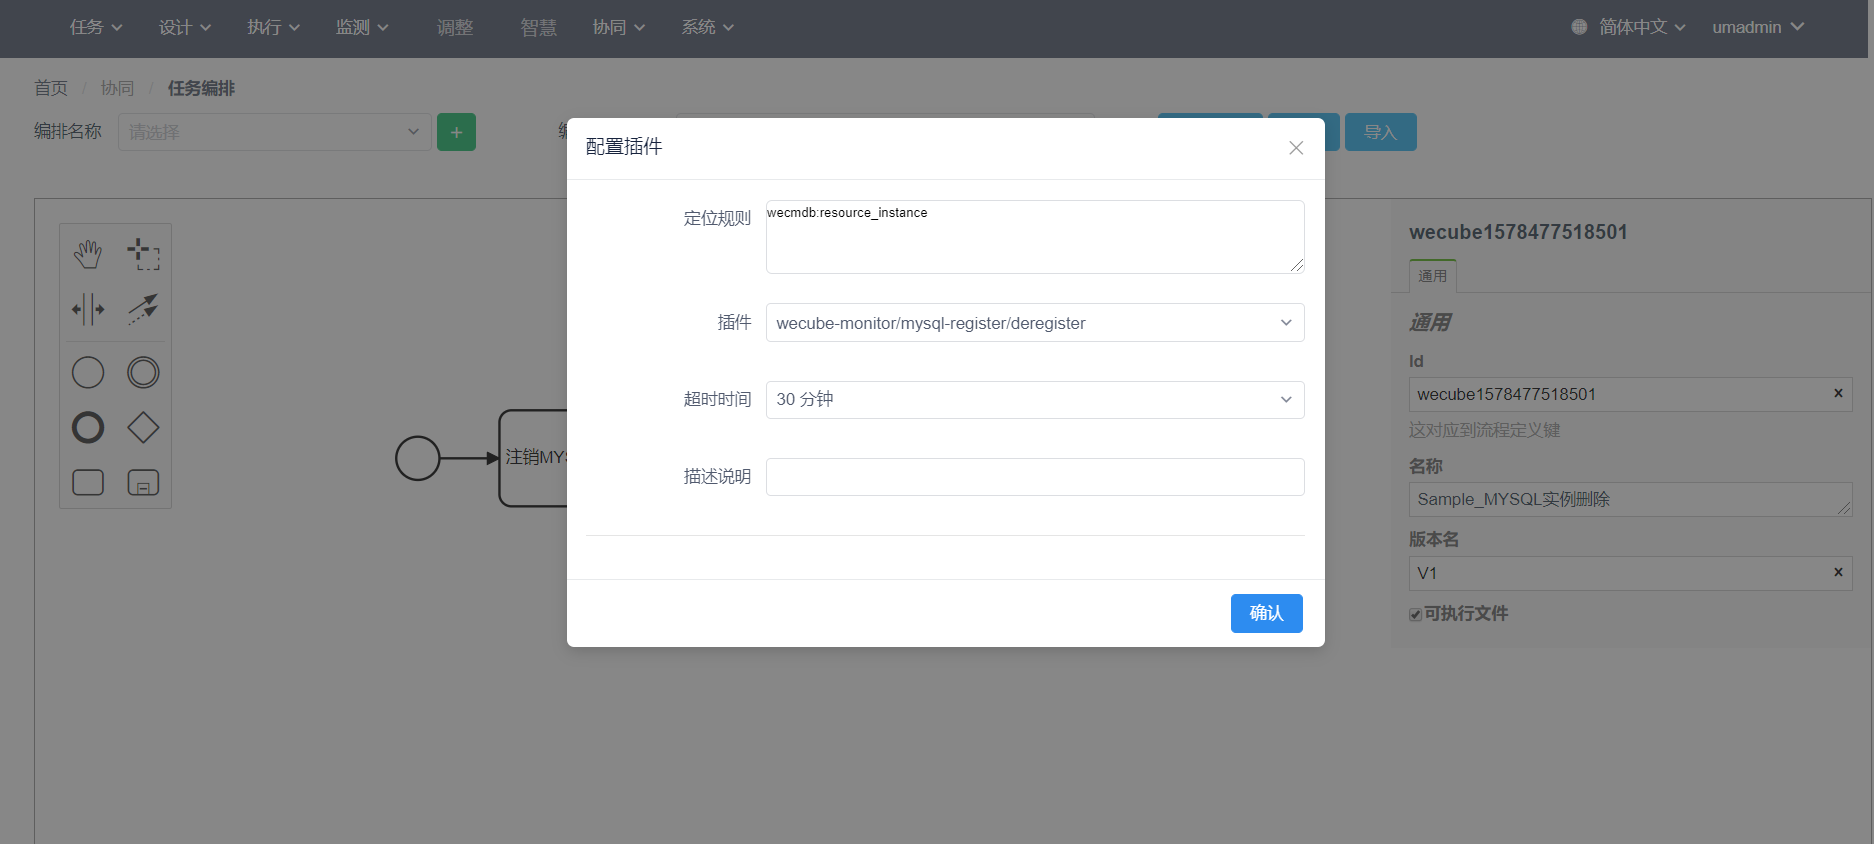 任务 设计 执行 监测 调整 智慧 协同 系统 简体中文 umadmin
首页 / 协同 / 任务编排
编排名称 请选择 + 编 导入
配置插件
定位规则 wecmdb:resource_instance
插件 wecube-monitor/mysql-register/deregister
超时时间 30 分钟
描述说明
确认
注销MYS
wecube1578477518501
通用
通用
Id
wecube1578477518501
这对应到流程定义键
名称
Sample_MYSQL实例删除
版本名
V1
可执行文件